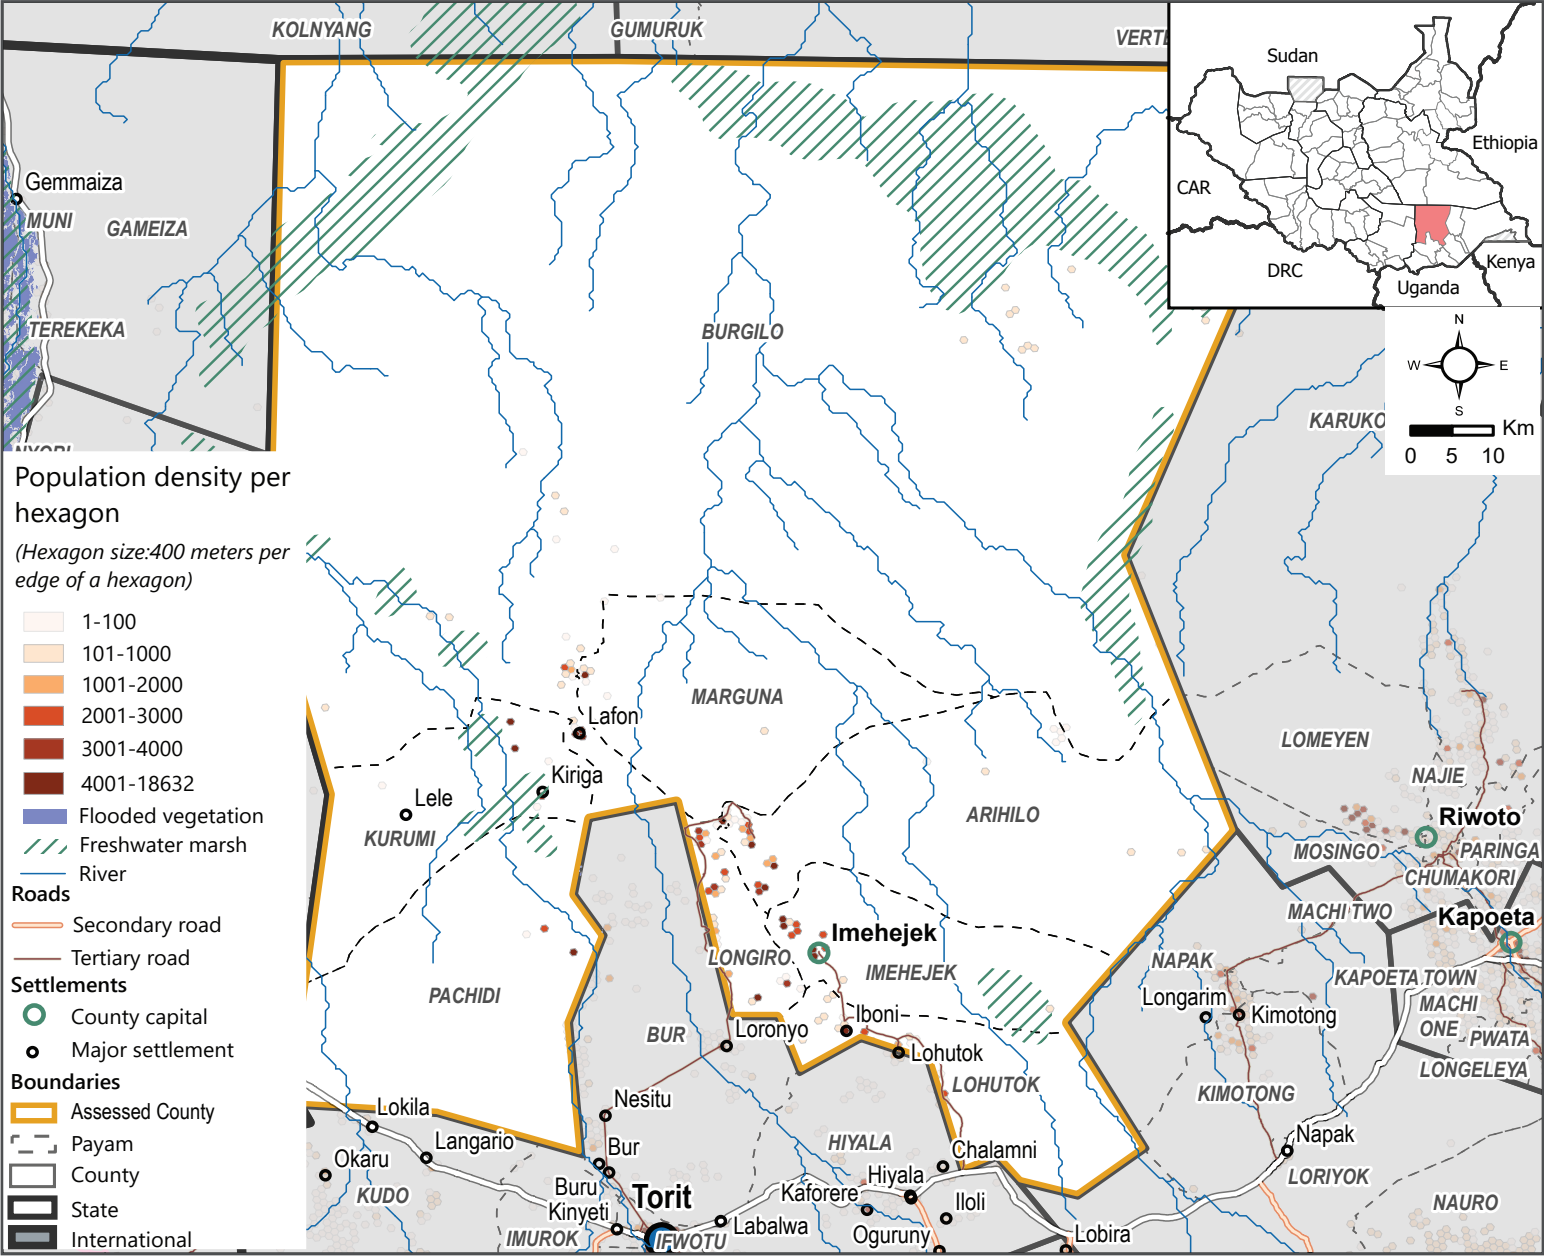 KOLNYANG
GUMURUK
VERTE
Sudan
Ethiopia
CAR
DRC
Kenya
Uganda
Gemmaiza
MUNI
GAMEIZA
TEREKEKA
BURGILO
N
W
E
S
Km
0 5 10
KARUKO
NYORI
Population density per
hexagon
(Hexagon size:400 meters per
edge of a hexagon)
1-100
101-1000
1001-2000
2001-3000
3001-4000
4001-18632
Flooded vegetation
Freshwater marsh
River
Roads
Secondary road
Tertiary road
Settlements
County capital
Major settlement
Boundaries
Assessed County
Payam
County
State
International
MARGUNA
Lafon
Kiriga
Lele
KURUMI
ARIHILO
LOMEYEN
NAJIE
Riwoto
MOSINGO
PARINGA
CHUMAKORI
MACHI TWO
Kapoeta
Imehejek
LONGIRO
IMEHEJEK
NAPAK
KAPOETA TOWN
PACHIDI
Longarim
Kimotong
MACHI
ONE
PWATA
LONGELEYA
BUR
Loronyo
Iboni
Lohutok
LOHUTOK
KIMOTONG
Nesitu
Lokila
Langario
Bur
HIYALA
Chalamni
Napak
Okaru
KUDO
Buru
Kinyeti
Torit
Kaforere
Hiyala
Iloli
LORIYOK
NAURO
IMUROK
IFWOTU
Labalwa
Oguruny
Lobira